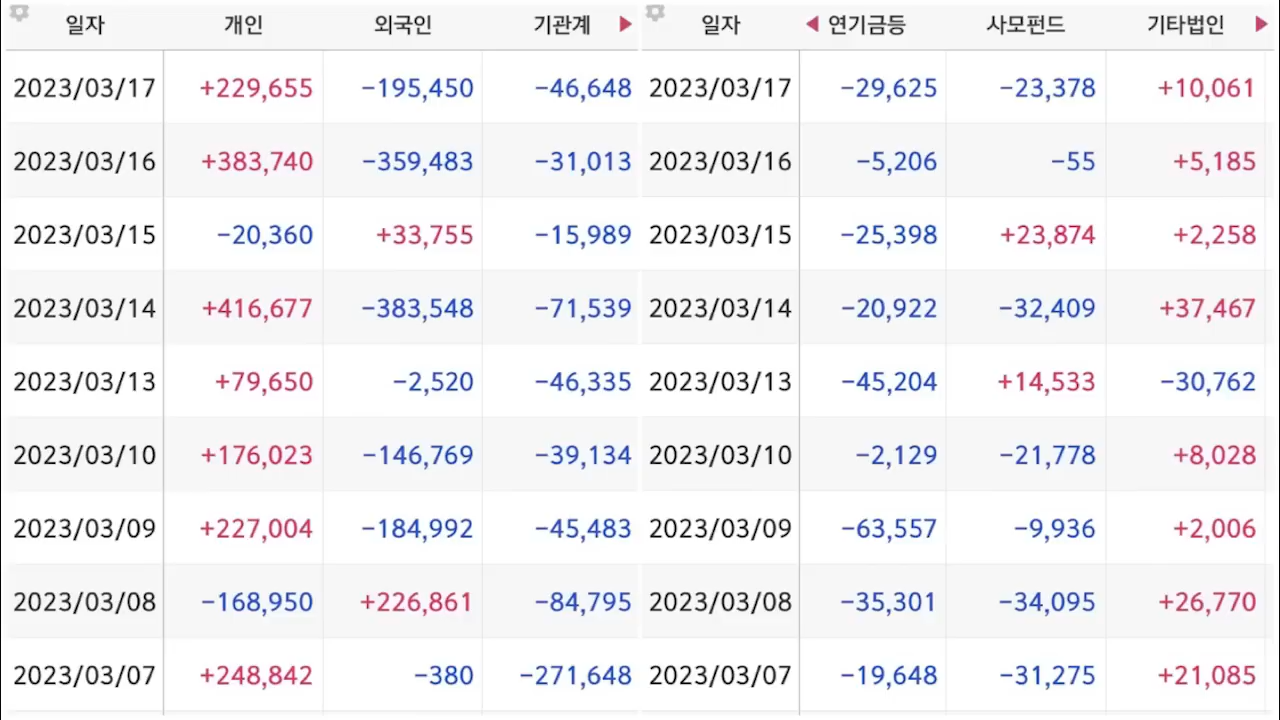 일자 개인 외국인 기관계 ▶ 일자 ◀ 연기금등 사모펀드 기타법인 ▶
2023/03/17 +229,655 −195,450 −46,648 2023/03/17 −29,625 −23,378 +10,061
2023/03/16 +383,740 −359,483 −31,013 2023/03/16 −5,206 −55 +5,185
2023/03/15 −20,360 +33,755 −15,989 2023/03/15 −25,398 +23,874 +2,258
2023/03/14 +416,677 −383,548 −71,539 2023/03/14 −20,922 −32,409 +37,467
2023/03/13 +79,650 −2,520 −46,335 2023/03/13 −45,204 +14,533 −30,762
2023/03/10 +176,023 −146,769 −39,134 2023/03/10 −2,129 −21,778 +8,028
2023/03/09 +227,004 −184,992 −45,483 2023/03/09 −63,557 −9,936 +2,006
2023/03/08 −168,950 +226,861 −84,795 2023/03/08 −35,301 −34,095 +26,770
2023/03/07 +248,842 −380 −271,648 2023/03/07 −19,648 −31,275 +21,085